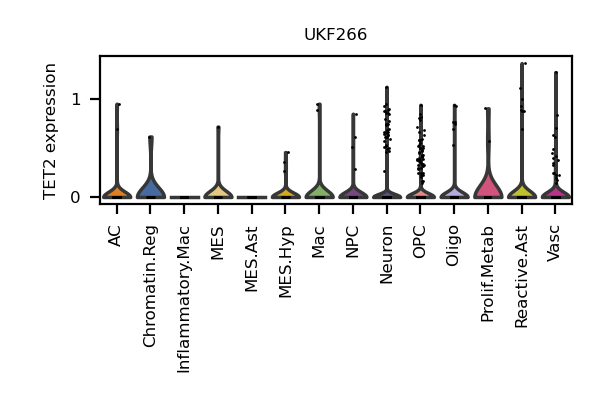 UKF266
TET2 expression
1
0
AC
Chromatin.Reg
Inflammatory.Mac
MES
MES.Ast
MES.Hyp
Mac
NPC
Neuron
OPC
Oligo
Prolif.Metab
Reactive.Ast
Vasc